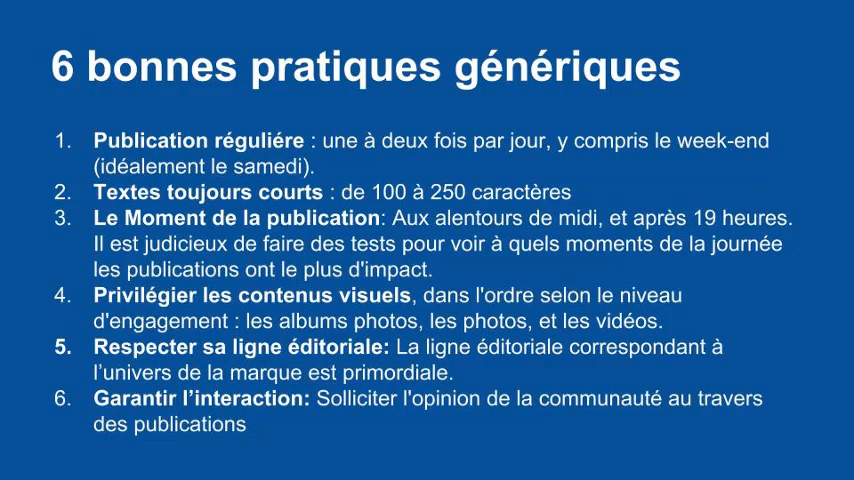 6 bonnes pratiques génériques
1. Publication réguliére : une à deux fois par jour, y compris le week-end
(idéalement le samedi).
2. Textes toujours courts : de 100 à 250 caractères
3. Le Moment de la publication: Aux alentours de midi, et après 19 heures.
Il est judicieux de faire des tests pour voir à quels moments de la journée
les publications ont le plus d'impact.
4. Privilégier les contenus visuels, dans l'ordre selon le niveau
d'engagement : les albums photos, les photos, et les vidéos.
5. Respecter sa ligne éditoriale: La ligne éditoriale correspondant à
l’univers de la marque est primordiale.
6. Garantir l’interaction: Solliciter l'opinion de la communauté au travers
des publications